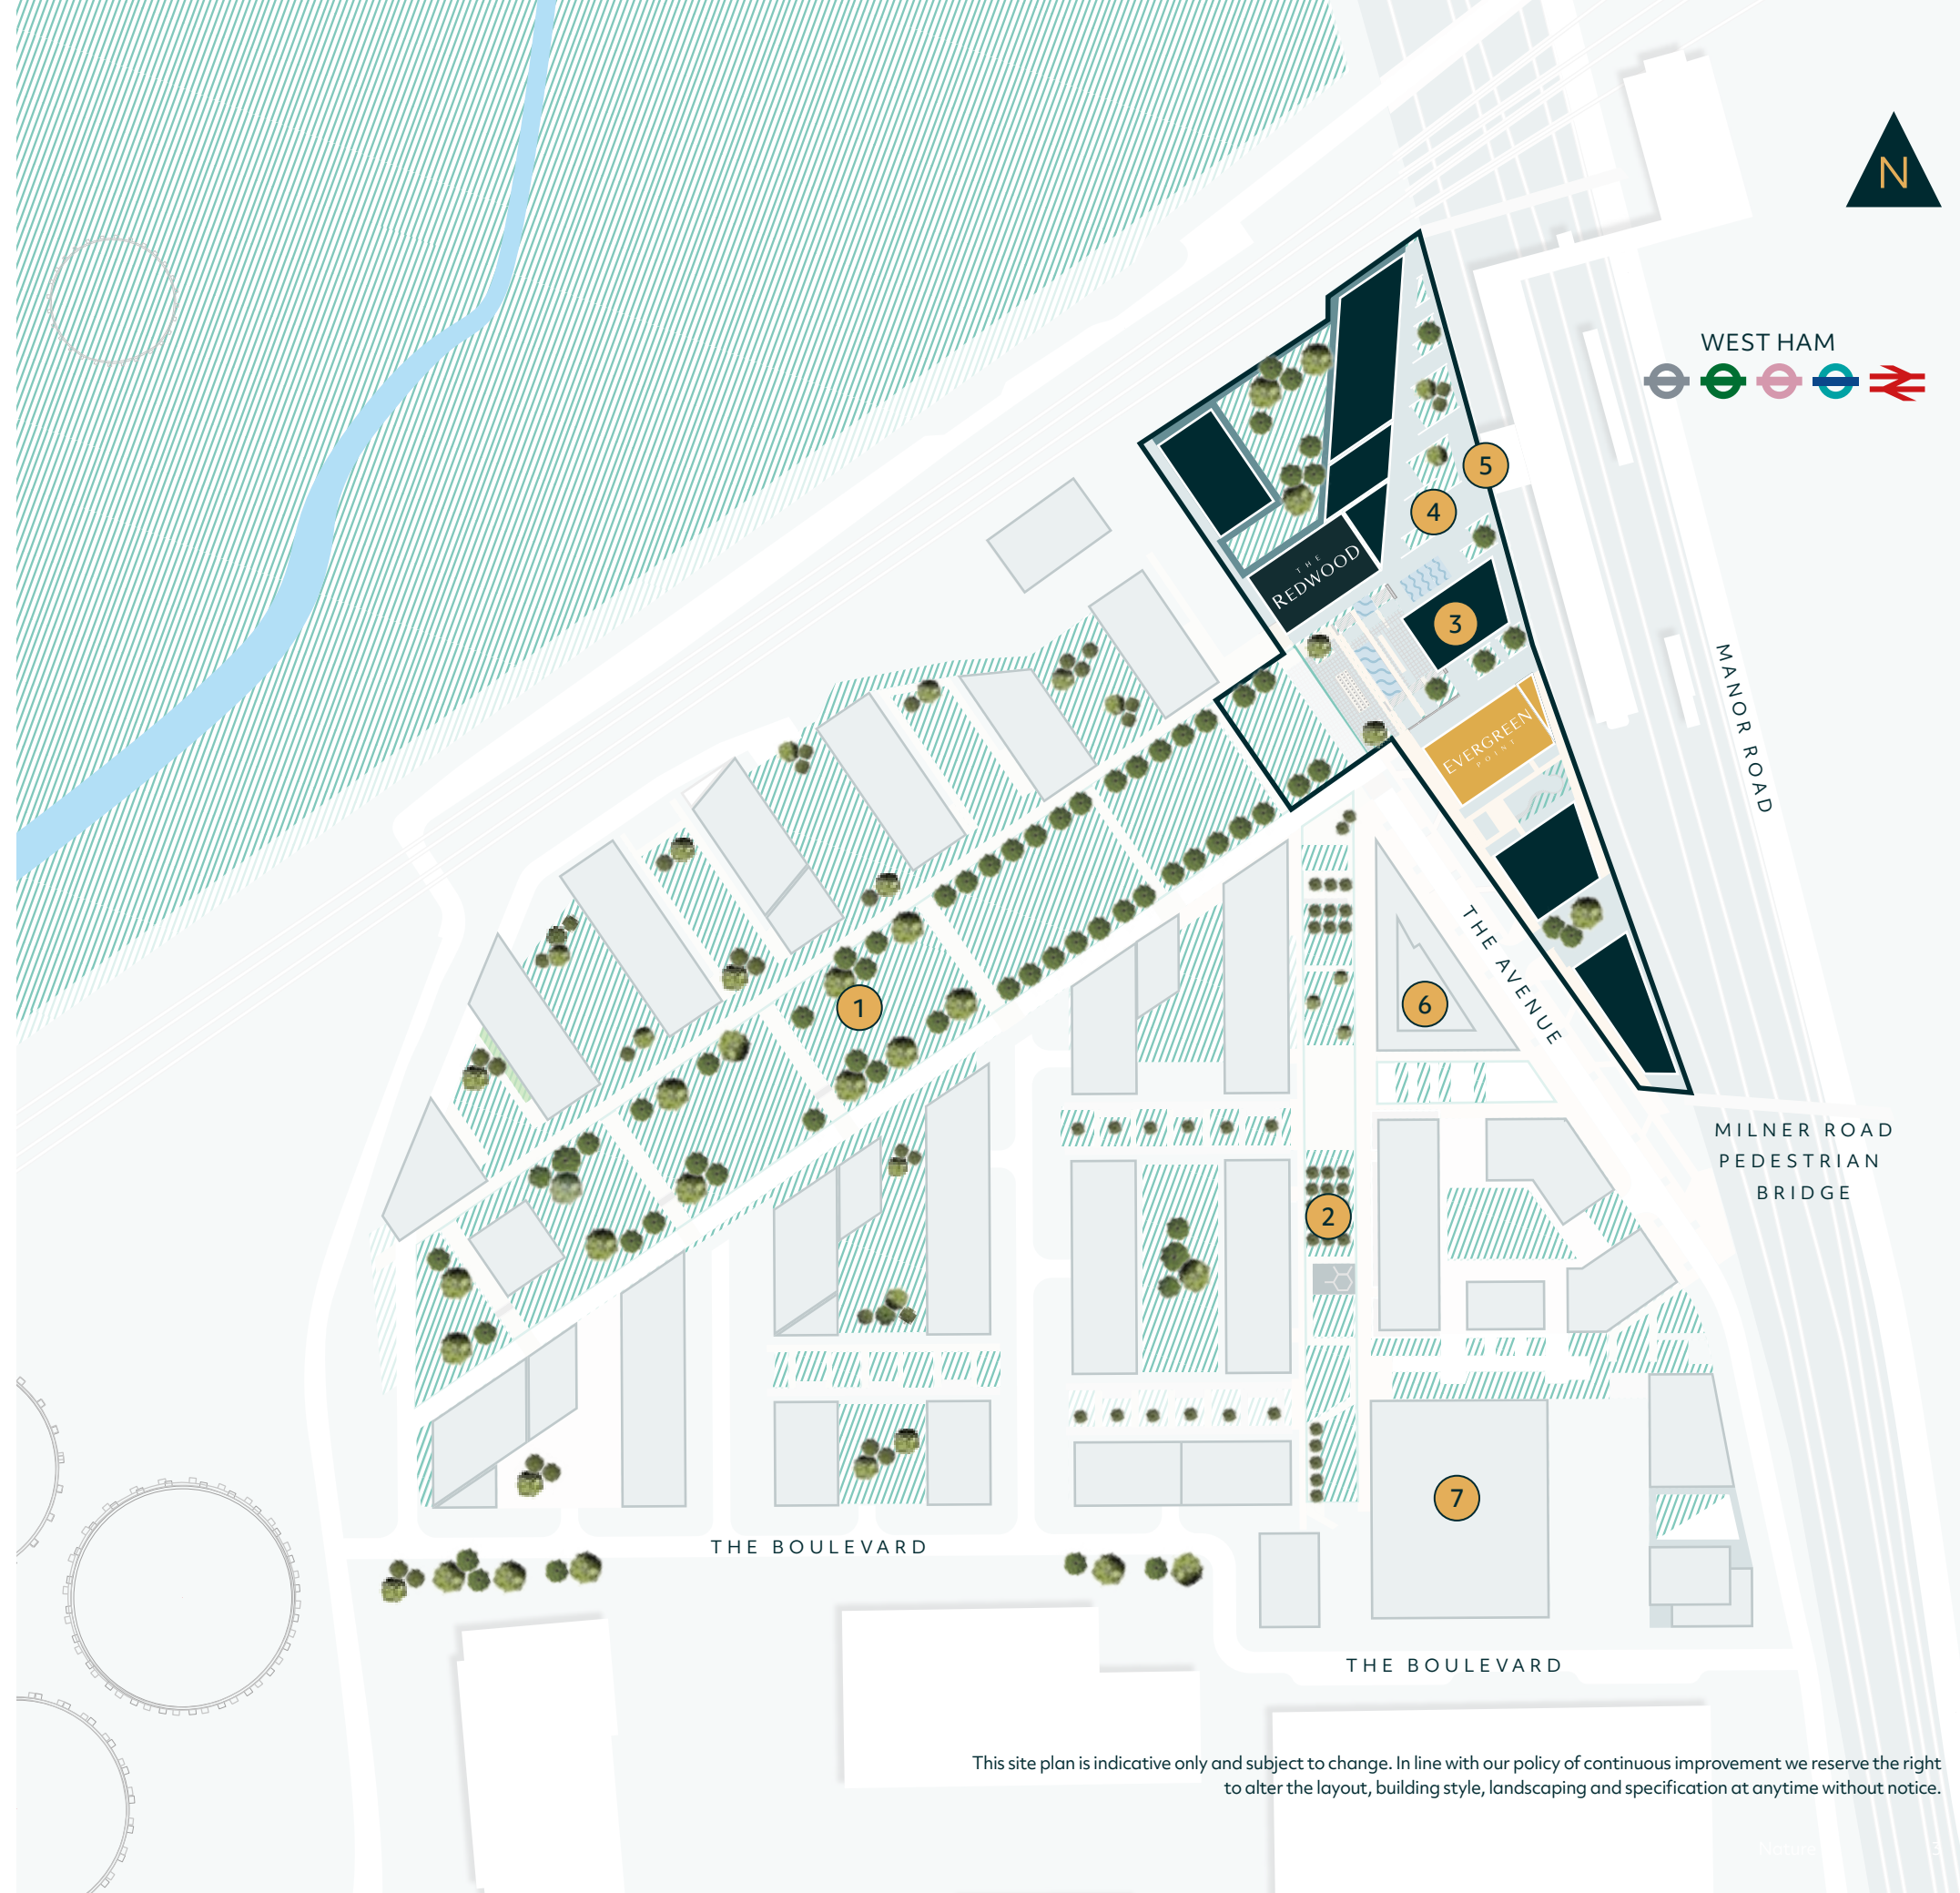 N
WEST HAM
5
4
THE
REDWOOD
3
MANOR ROAD
EVERGREEN
POINT
THE AVENUE
1
6
MILNER ROAD
PEDESTRIAN
BRIDGE
2
7
THE BOULEVARD
THE BOULEVARD
This site plan is indicative only and subject to change. In line with our policy of continuous improvement we reserve the right
to alter the layout, building style, landscaping and specification at anytime without notice.
Nature